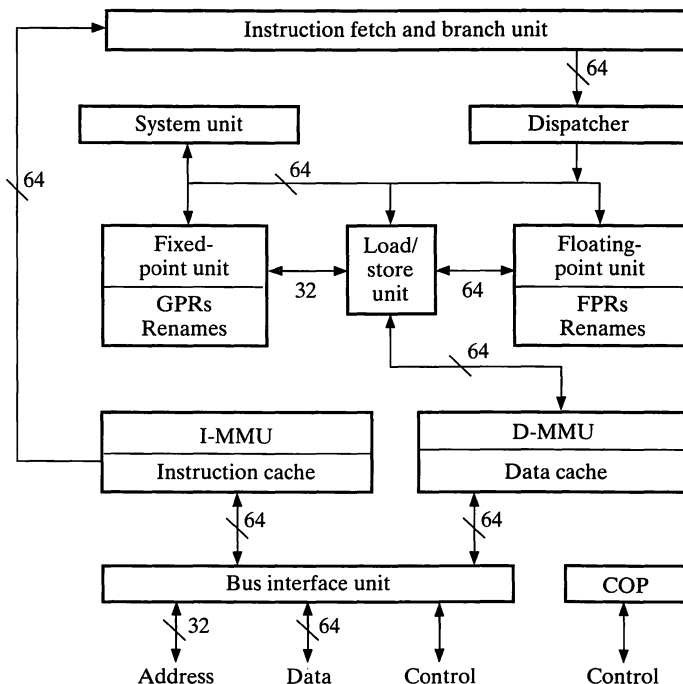 Instruction fetch and branch unit
64
System unit
Dispatcher
64
64
Fixed-
point unit
GPRs
Renames
32
Load/
store
unit
64
Floating-
point unit
FPRs
Renames
64
I-MMU
Instruction cache
D-MMU
Data cache
64
64
Bus interface unit
COP
32
64
Address
Data
Control
Control